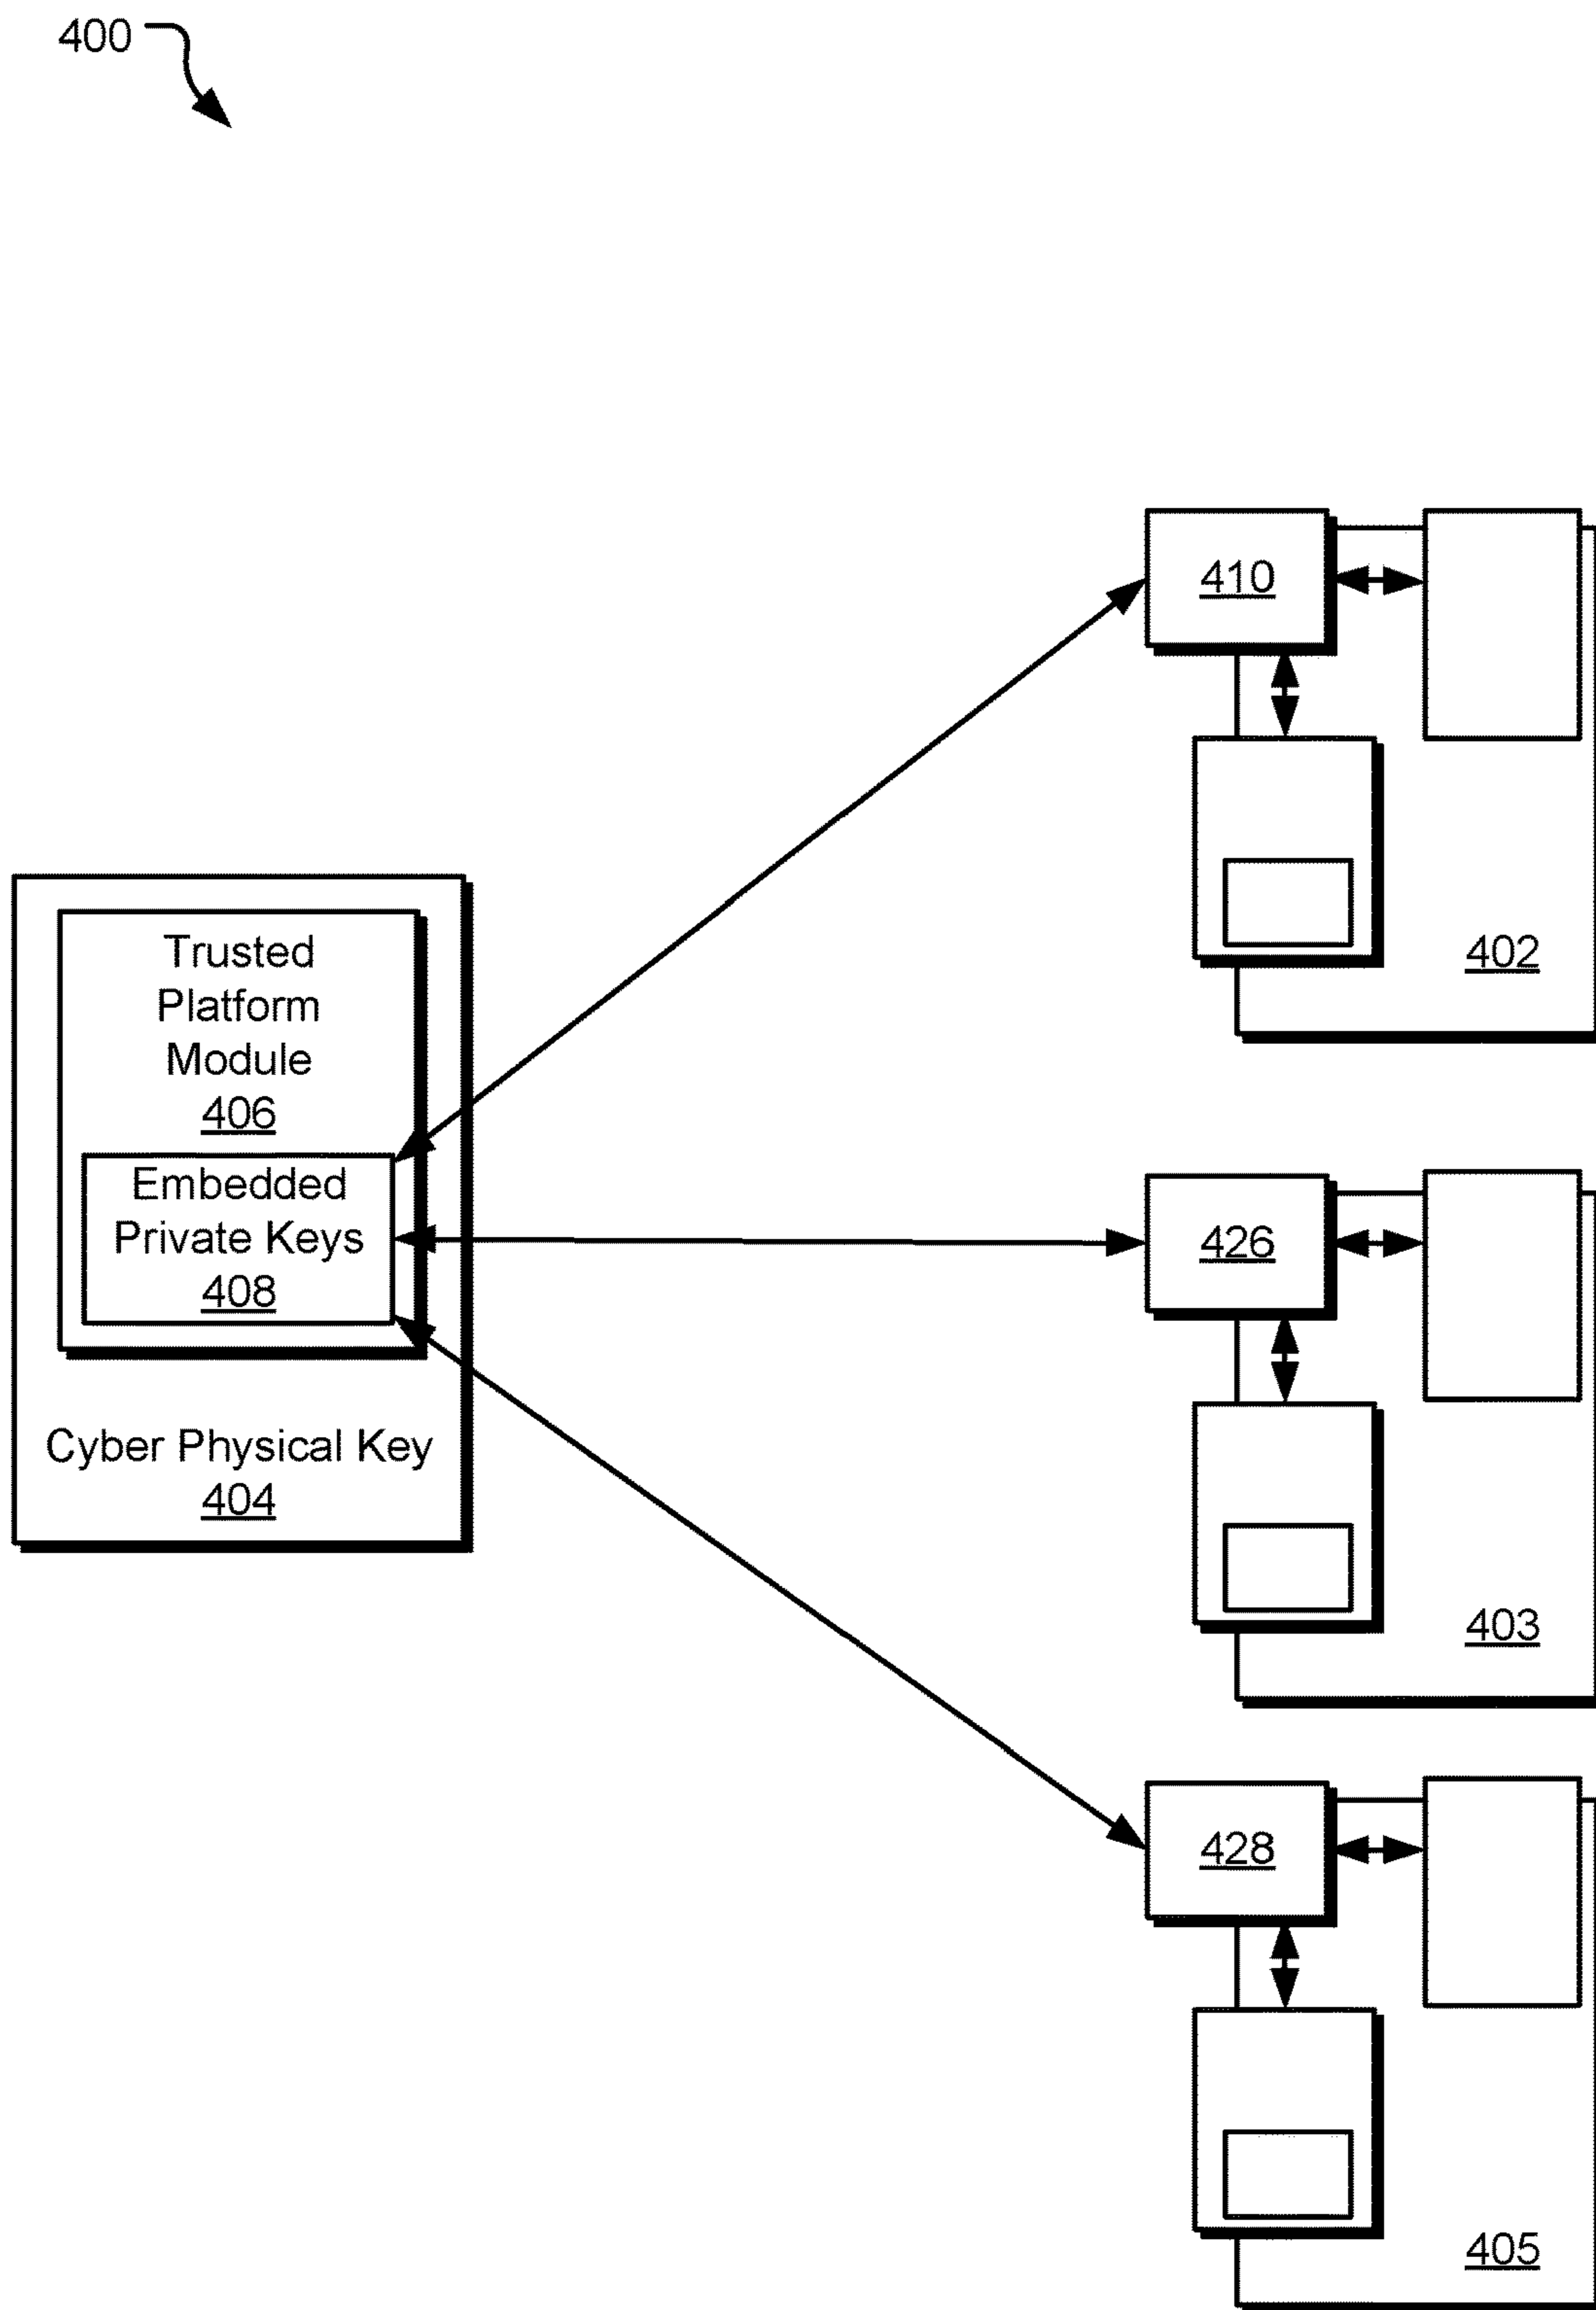 400
410
402
Trusted
Platform
Module
406
Embedded
Private Keys
408
Cyber Physical Key
404
426
403
428
405